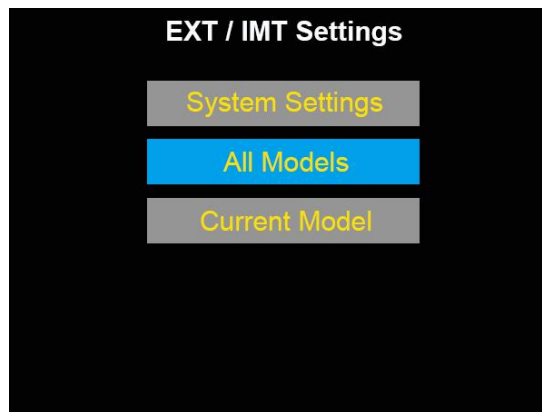 EXT / IMT Settings
System Settings
All Models
Current Model